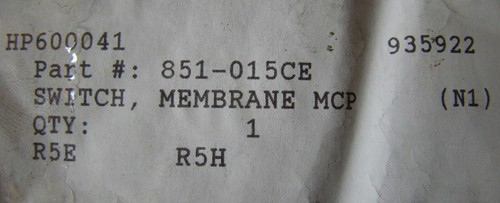 HP600041 935922
Part #: 851-015CE
SWITCH, MEMBRANE MCP (N1)
QTY: 1
R5E R5H